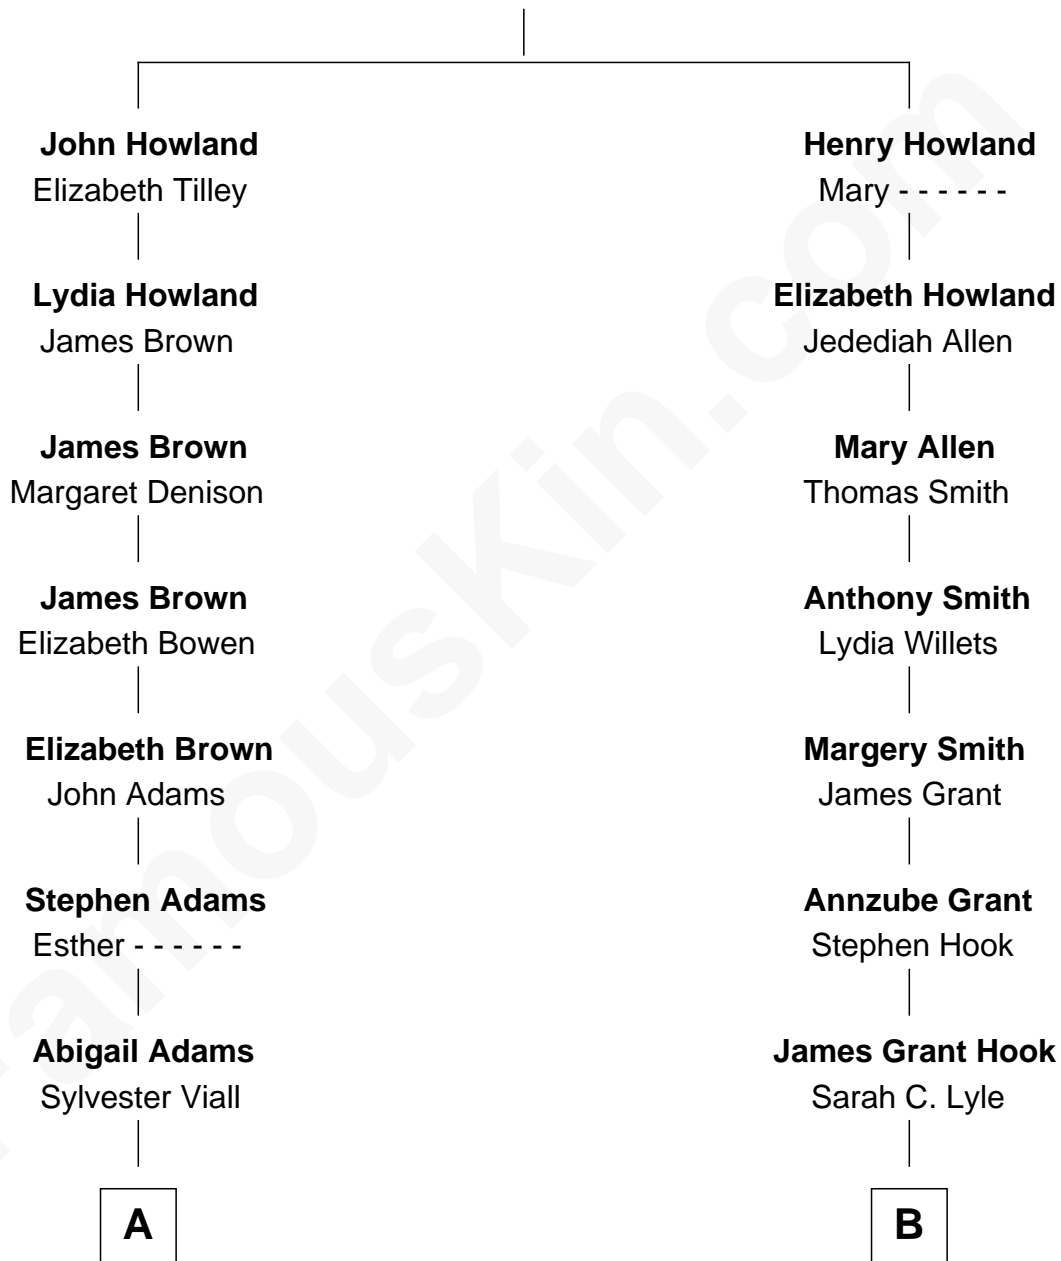 John Howland
Elizabeth Tilley
Lydia Howland
James Brown
James Brown
Margaret Denison
James Brown
Elizabeth Bowen
Elizabeth Brown
John Adams
Stephen Adams
Esther - - - - - -
Abigail Adams
Sylvester Viall
A
Henry Howland
Mary - - - - - -
Elizabeth Howland
Jedediah Allen
Mary Allen
Thomas Smith
Anthony Smith
Lydia Willets
Margery Smith
James Grant
Annzube Grant
Stephen Hook
James Grant Hook
Sarah C. Lyle
B
FamousKin.com